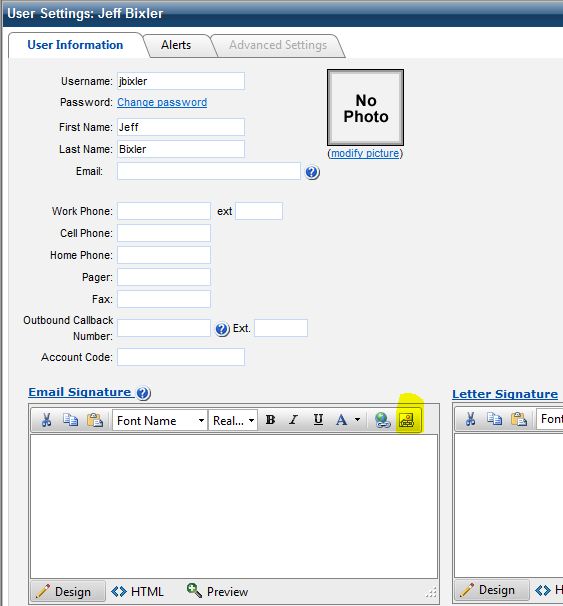 User Settings: Jeff Bixler
User Information
Alerts
Advanced Settings
Username: jbixler
Password: Change password
First Name: Jeff
Last Name: Bixler
Email:
No
Photo
(modify picture)
Work Phone: ext
Cell Phone:
Home Phone:
Pager:
Fax:
Outbound Callback
Number: Ext.
Account Code:
Email Signature
Font Name Real... B I U A
Design HTML Preview
Letter Signature
Font
Design H